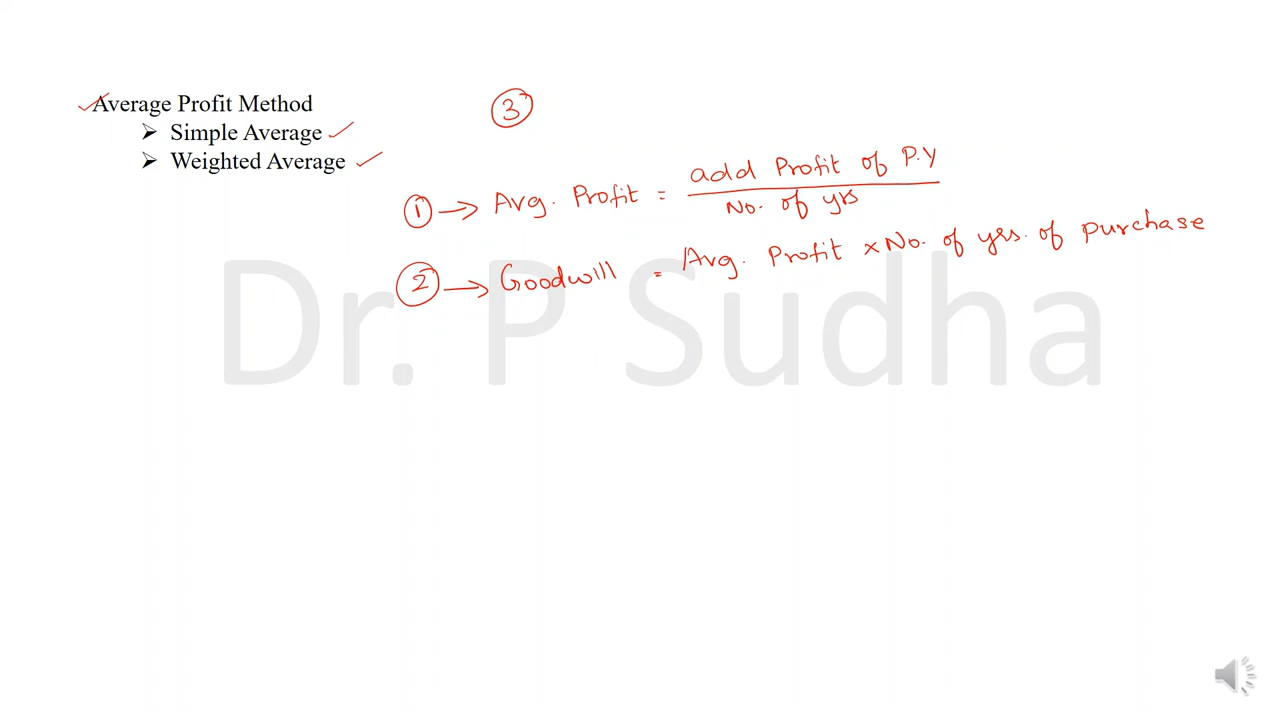 Average Profit Method
③
➢ Simple Average
➢ Weighted Average
① → Avg. Profit = add Profit of P.Y
No. of yrs
② → Goodwill = Avg. Profit × No. of yrs. of purchase
Dr. P Sudha